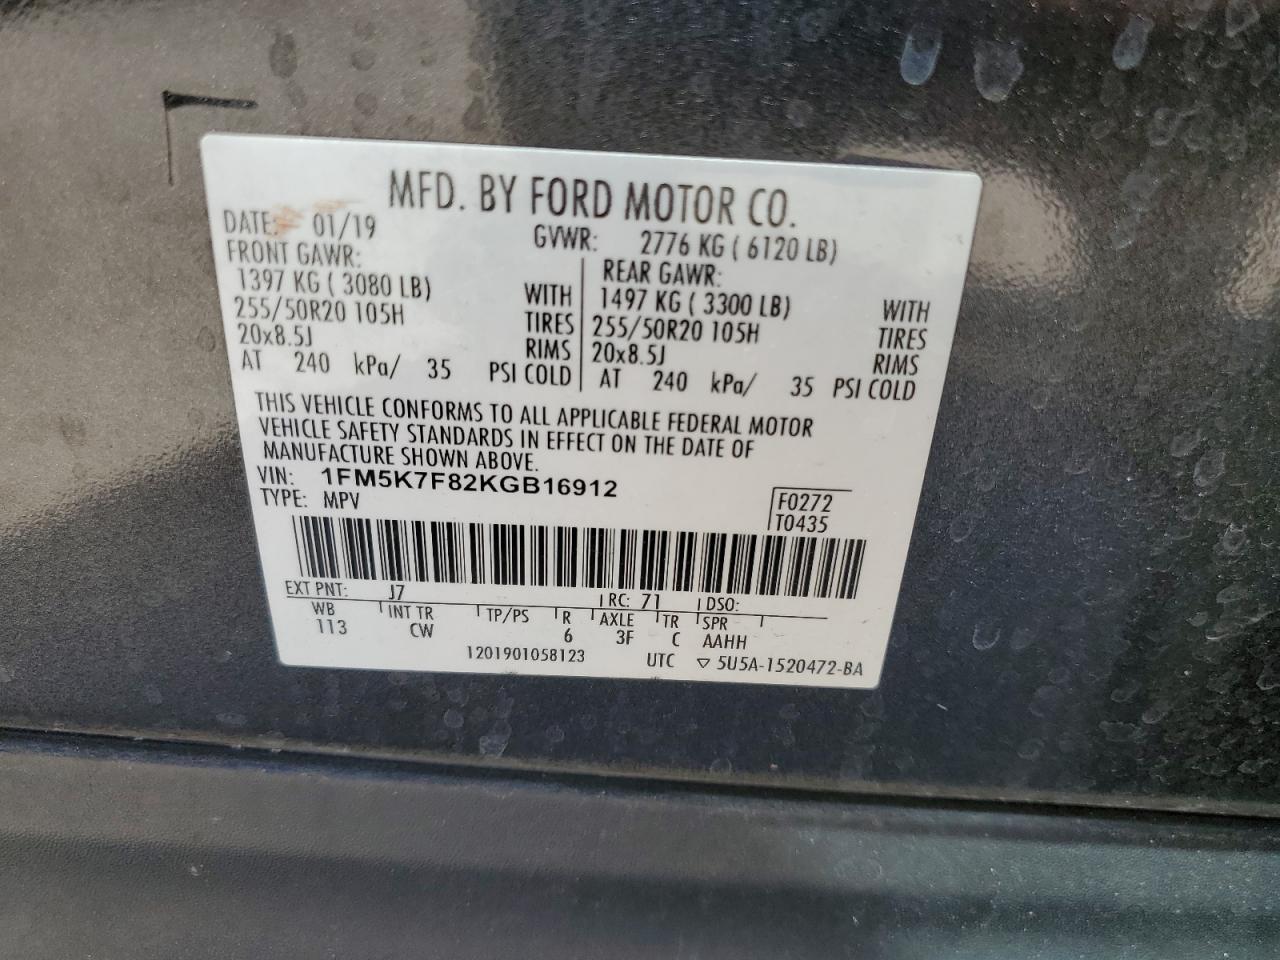 MFD. BY FORD MOTOR CO.
DATE: 01/19 GVWR: 2776 KG ( 6120 LB)
FRONT GAWR: REAR GAWR:
1397 KG ( 3080 LB) WITH 1497 KG ( 3300 LB) WITH
255/50R20 105H TIRES 255/50R20 105H TIRES
20x8.5J RIMS 20x8.5J RIMS
AT 240 kPa/ 35 PSI COLD AT 240 kPa/ 35 PSI COLD
THIS VEHICLE CONFORMS TO ALL APPLICABLE FEDERAL MOTOR
VEHICLE SAFETY STANDARDS IN EFFECT ON THE DATE OF
MANUFACTURE SHOWN ABOVE.
VIN: 1FM5K7F82KGB16912
TYPE: MPV F0272
T0435
EXT PNT: J7 RC: 71 DSO:
WB INT TR TP/PS R AXLE TR SPR
113 CW 6 3F C AAHH
1201901058123 UTC ▽ 5U5A-1520472-BA